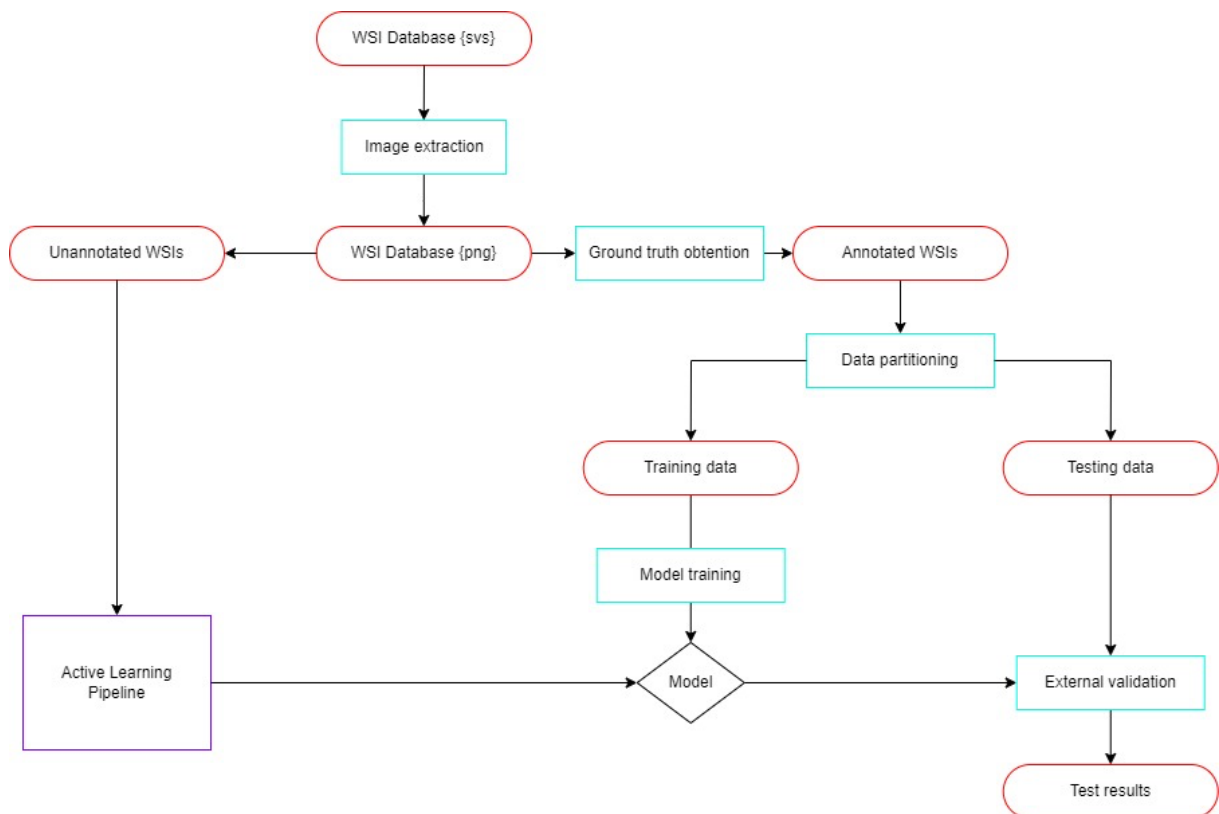 WSI Database {svs}
Image extraction
Unannotated WSIs
WSI Database {png}
Ground truth obtention
Annotated WSIs
Data partitioning
Training data
Testing data
Model training
Active Learning
Pipeline
Model
External validation
Test results